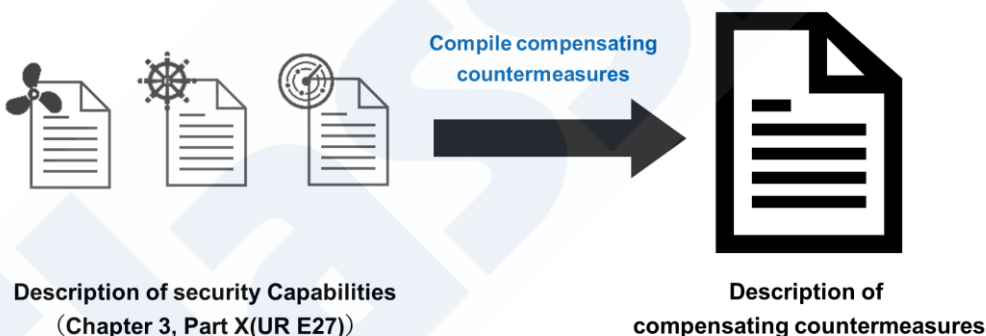 Compile compensating
countermeasures
Description of security Capabilities
（Chapter 3, Part X(UR E27)）
Description of
compensating countermeasures